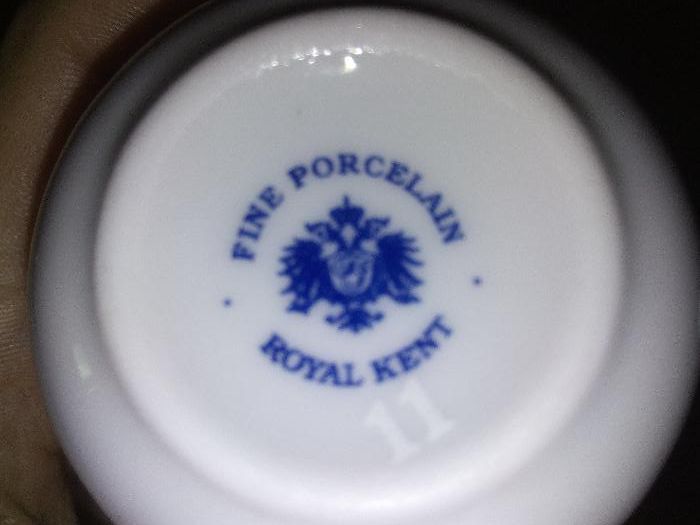 FINE PORCELAIN
ROYAL KENT
11